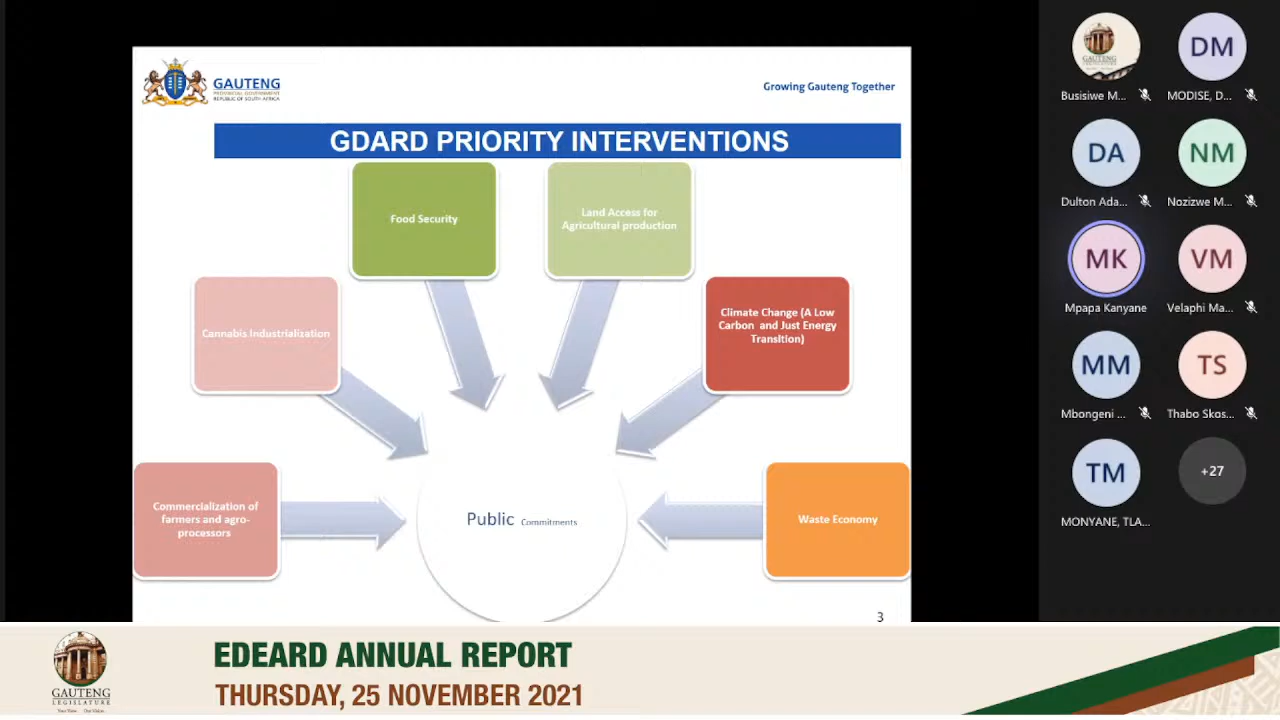 GAUTENG
PROVINCIAL GOVERNMENT
REPUBLIC OF SOUTH AFRICA
Growing Gauteng Together
GDARD PRIORITY INTERVENTIONS
Food Security
Land Access for
Agricultural production
Cannabis Industrialization
Climate Change (A Low
Carbon and Just Energy
Transition)
Commercialization of
farmers and agro-
processors
Public Commitments
Waste Economy
3
Busisiwe M...
DM
MODISE, D...
DA
Dulton Ada...
NM
Nozizwe M...
MK
Mpapa Kanyane
VM
Velaphi Ma...
MM
Mbongeni ...
TS
Thabo Skos...
TM
MONYANE, TLA...
+27
GAUTENG
LEGISLATURE
EDEARD ANNUAL REPORT
THURSDAY, 25 NOVEMBER 2021